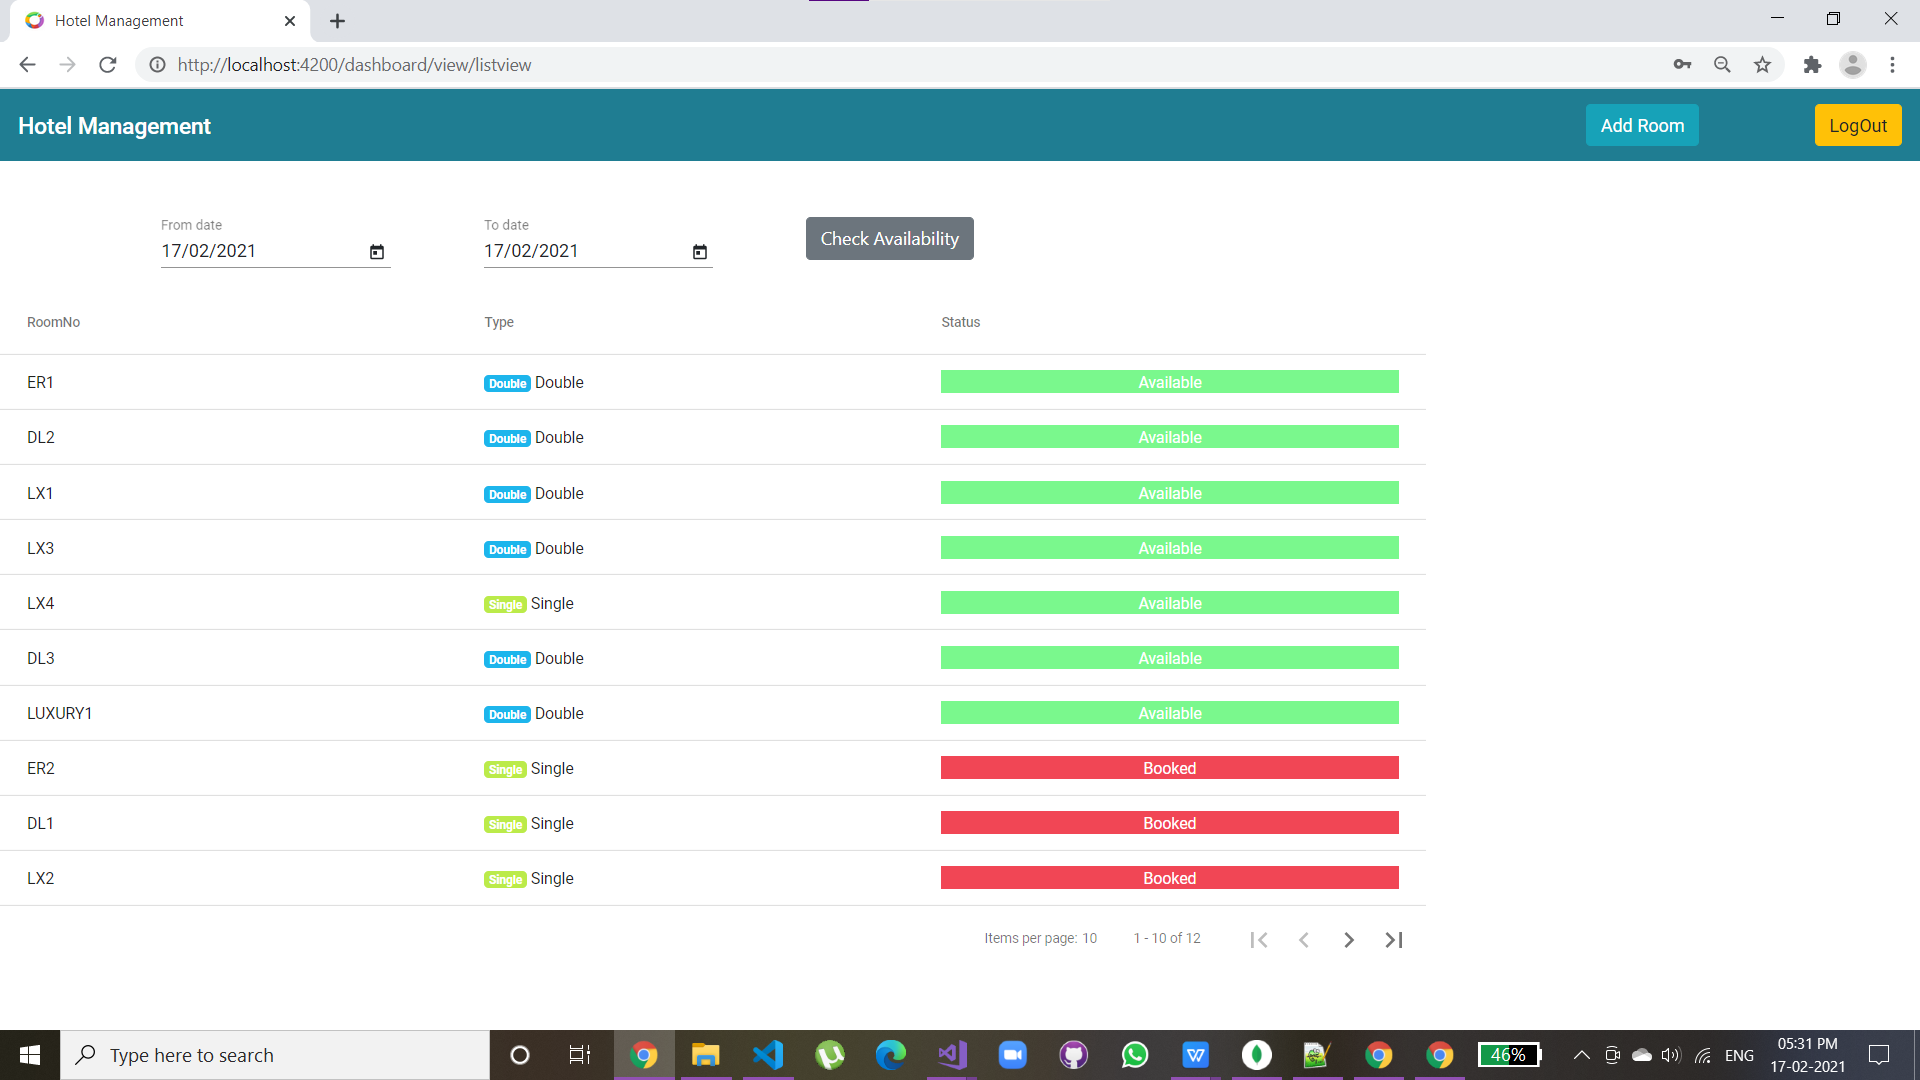 Hotel Management
http://localhost:4200/dashboard/view/listview
Hotel Management
Add Room
LogOut
From date
To date
17/02/2021
17/02/2021
Check Availability
RoomNo Type Status
ER1 Double Double Available
DL2 Double Double Available
LX1 Double Double Available
LX3 Double Double Available
LX4 Single Single Available
DL3 Double Double Available
LUXURY1 Double Double Available
ER2 Single Single Booked
DL1 Single Single Booked
LX2 Single Single Booked
Items per page: 10 1 - 10 of 12
Type here to search
46%
ENG
05:31 PM
17-02-2021